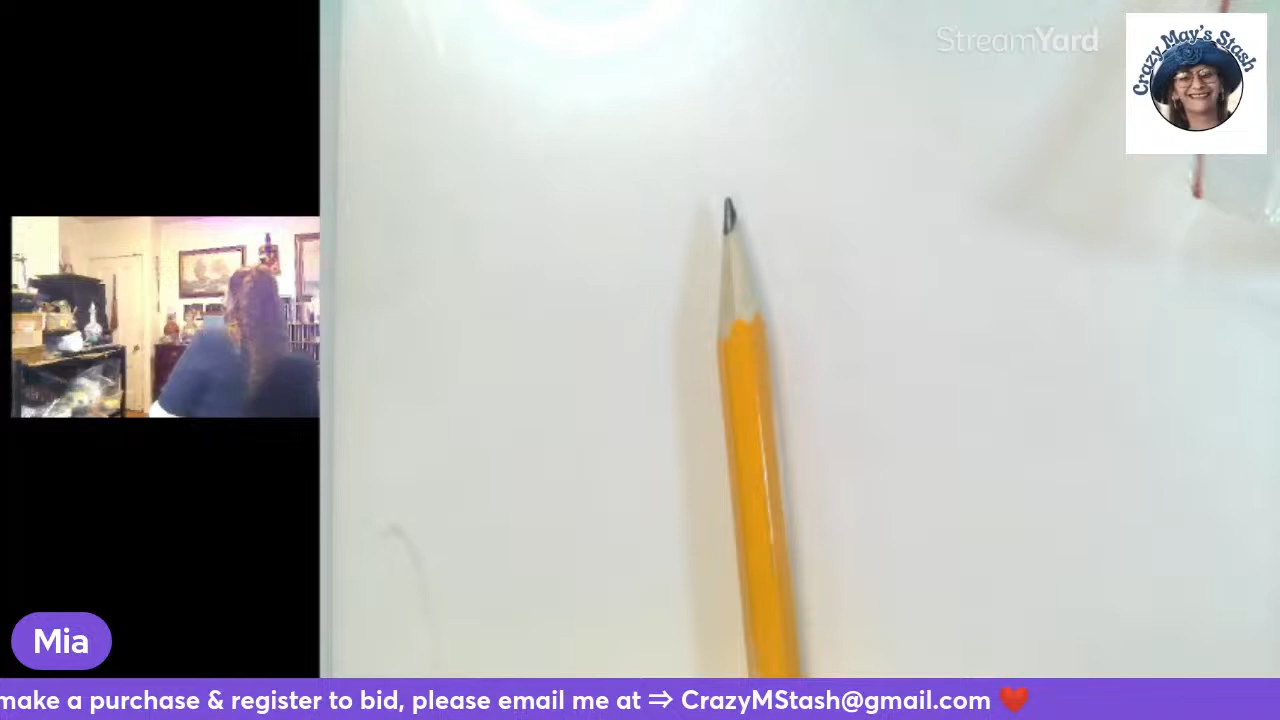 StreamYard
Crazy May's Stash
Mia
make a purchase & register to bid, please email me at ⇒ CrazyMStash@gmail.com ❤️